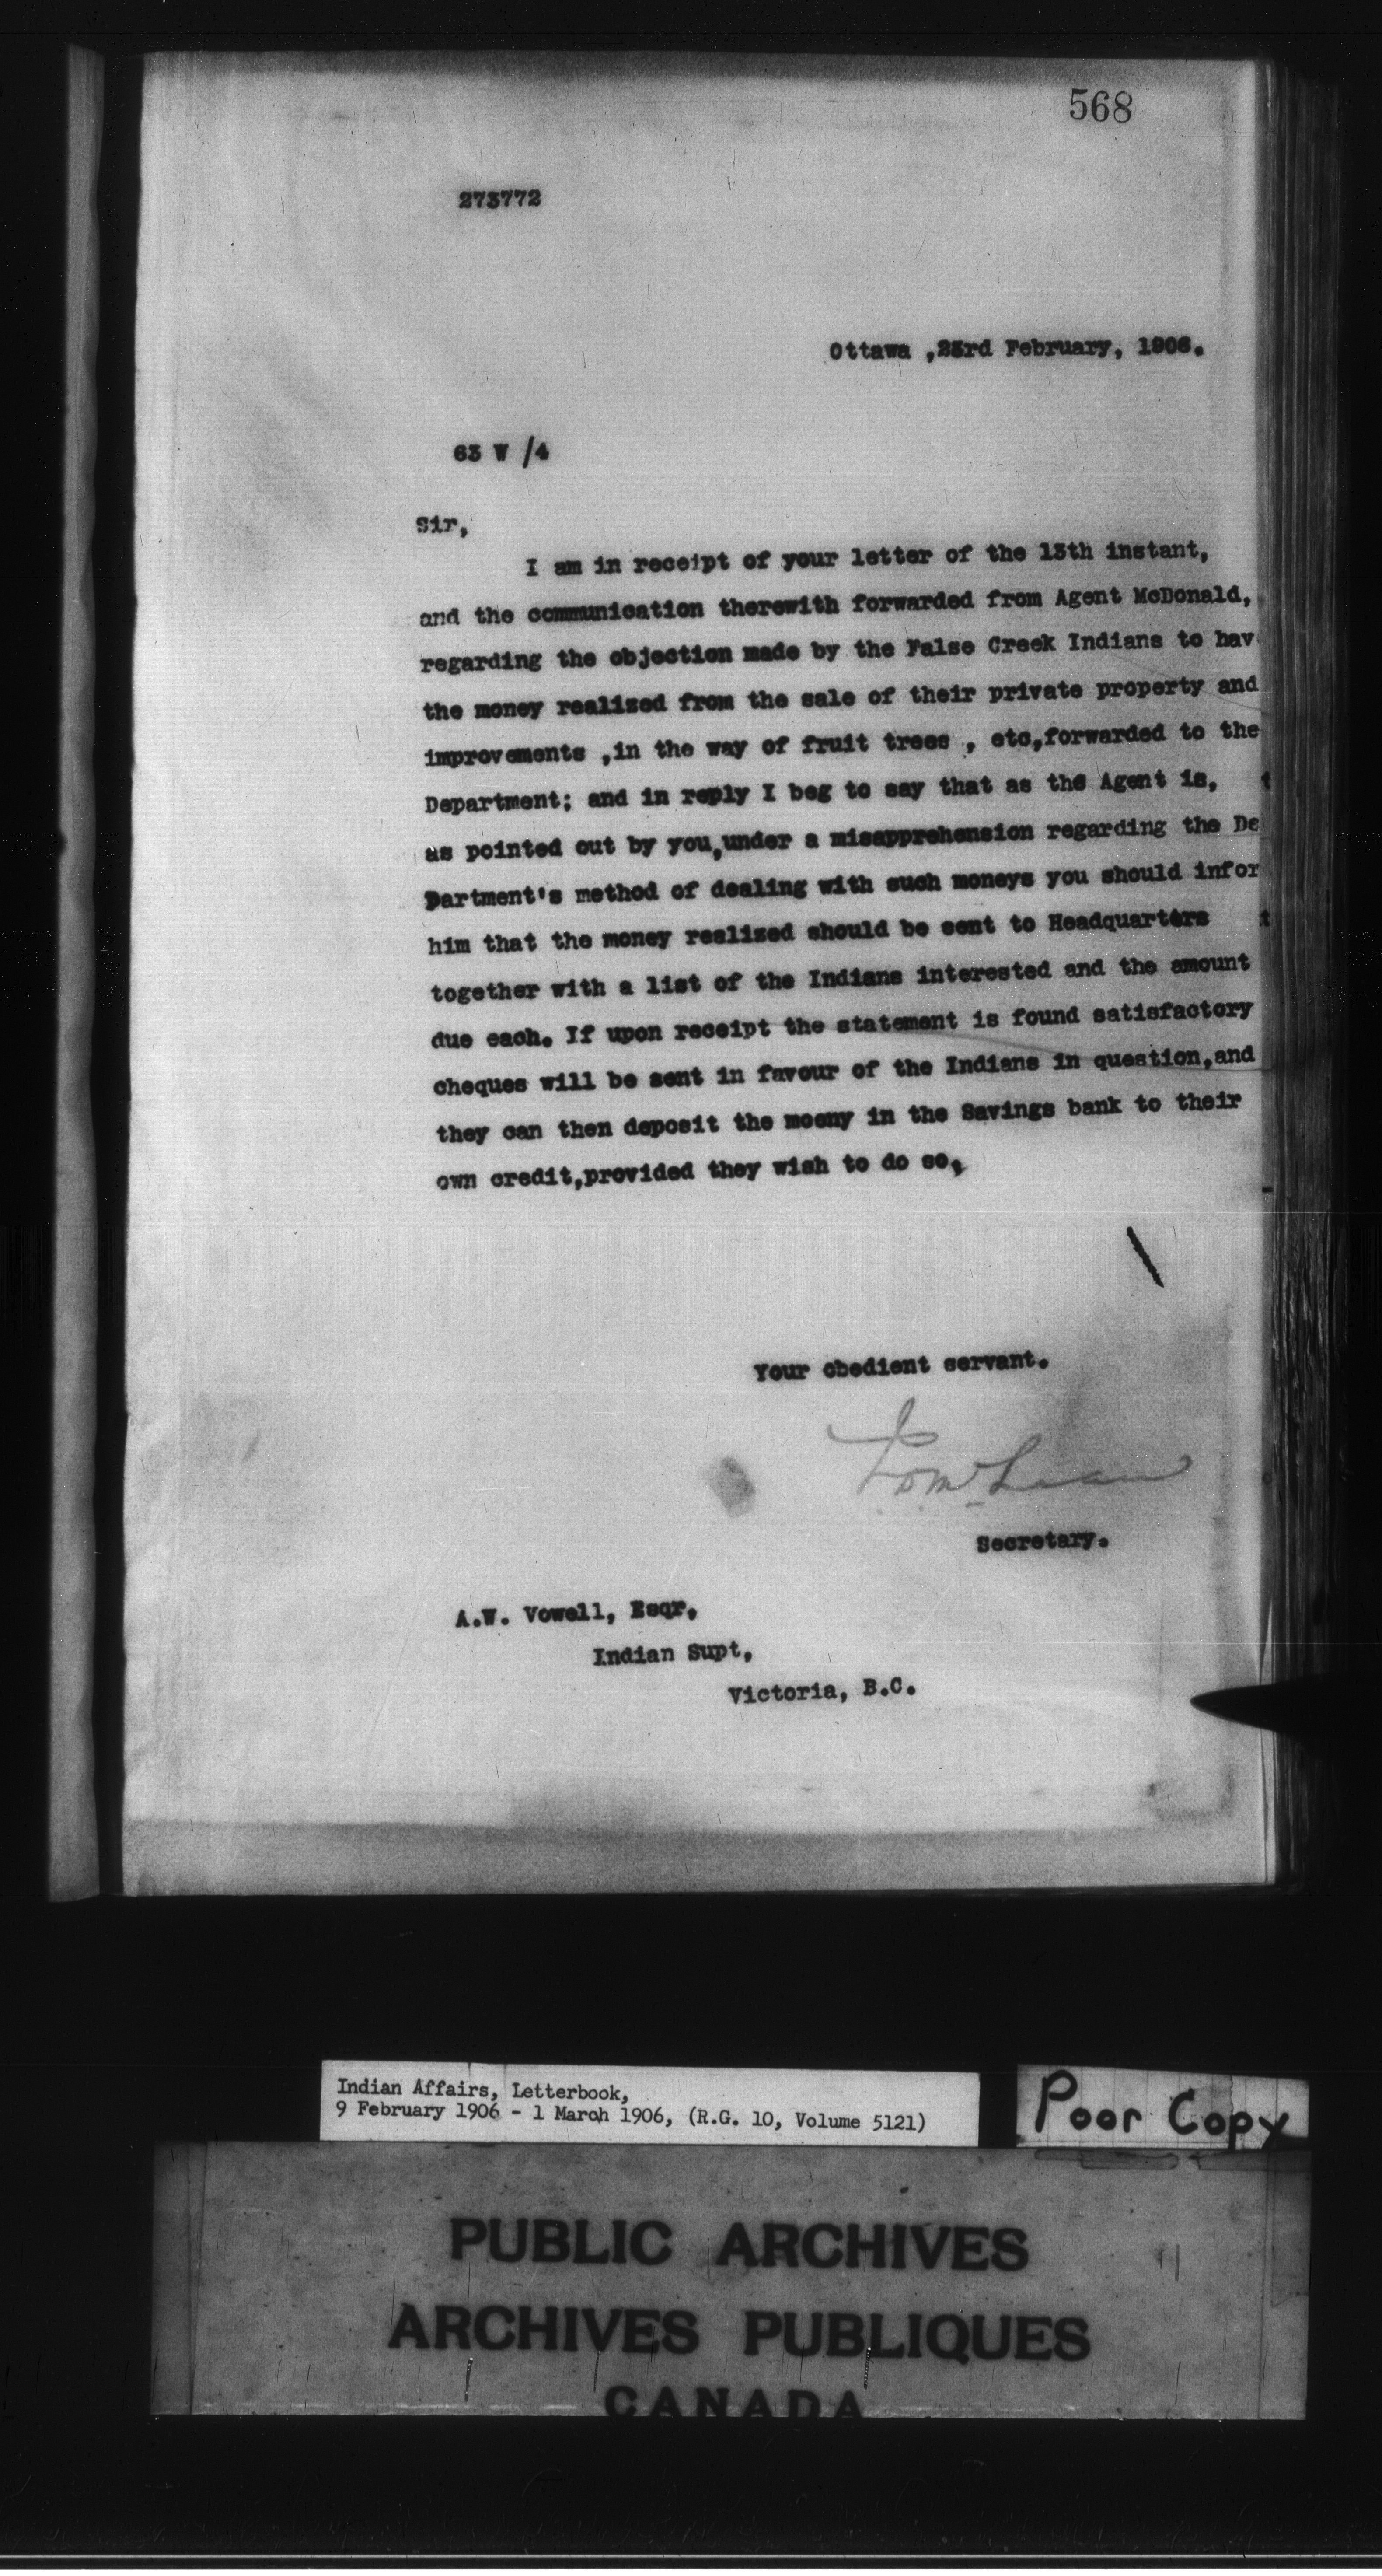 568
273772
Ottawa ,23rd February, 1906.
63 W /4
Sir,
I am in receipt of your letter of the 13th instant,
and the communication therewith forwarded from Agent McDonald,
regarding the objection made by the False Creek Indians to hav
the money realized from the sale of their private property and
improvements ,in the way of fruit trees , etc,forwarded to the
Department; and in reply I beg to say that as the Agent is,
as pointed out by you,under a misapprehension regarding the De
partment's method of dealing with such moneys you should infor
him that the money realized should be sent to Headquarters
together with a list of the Indians interested and the amount
due each. If upon receipt the statement is found satisfactory
cheques will be sent in favour of the Indians in question,and
they can then deposit the moeny in the Savings bank to their
own credit,provided they wish to do so,
Your obedient servant.
J.D. McLean
Secretary.
A.W. Vowell, Esqr.
Indian Supt,
Victoria, B.C.
Indian Affairs, Letterbook,
9 February 1906 - 1 March 1906, (R.G. 10, Volume 5121)
Poor Copy
PUBLIC ARCHIVES
ARCHIVES PUBLIQUES
CANADA